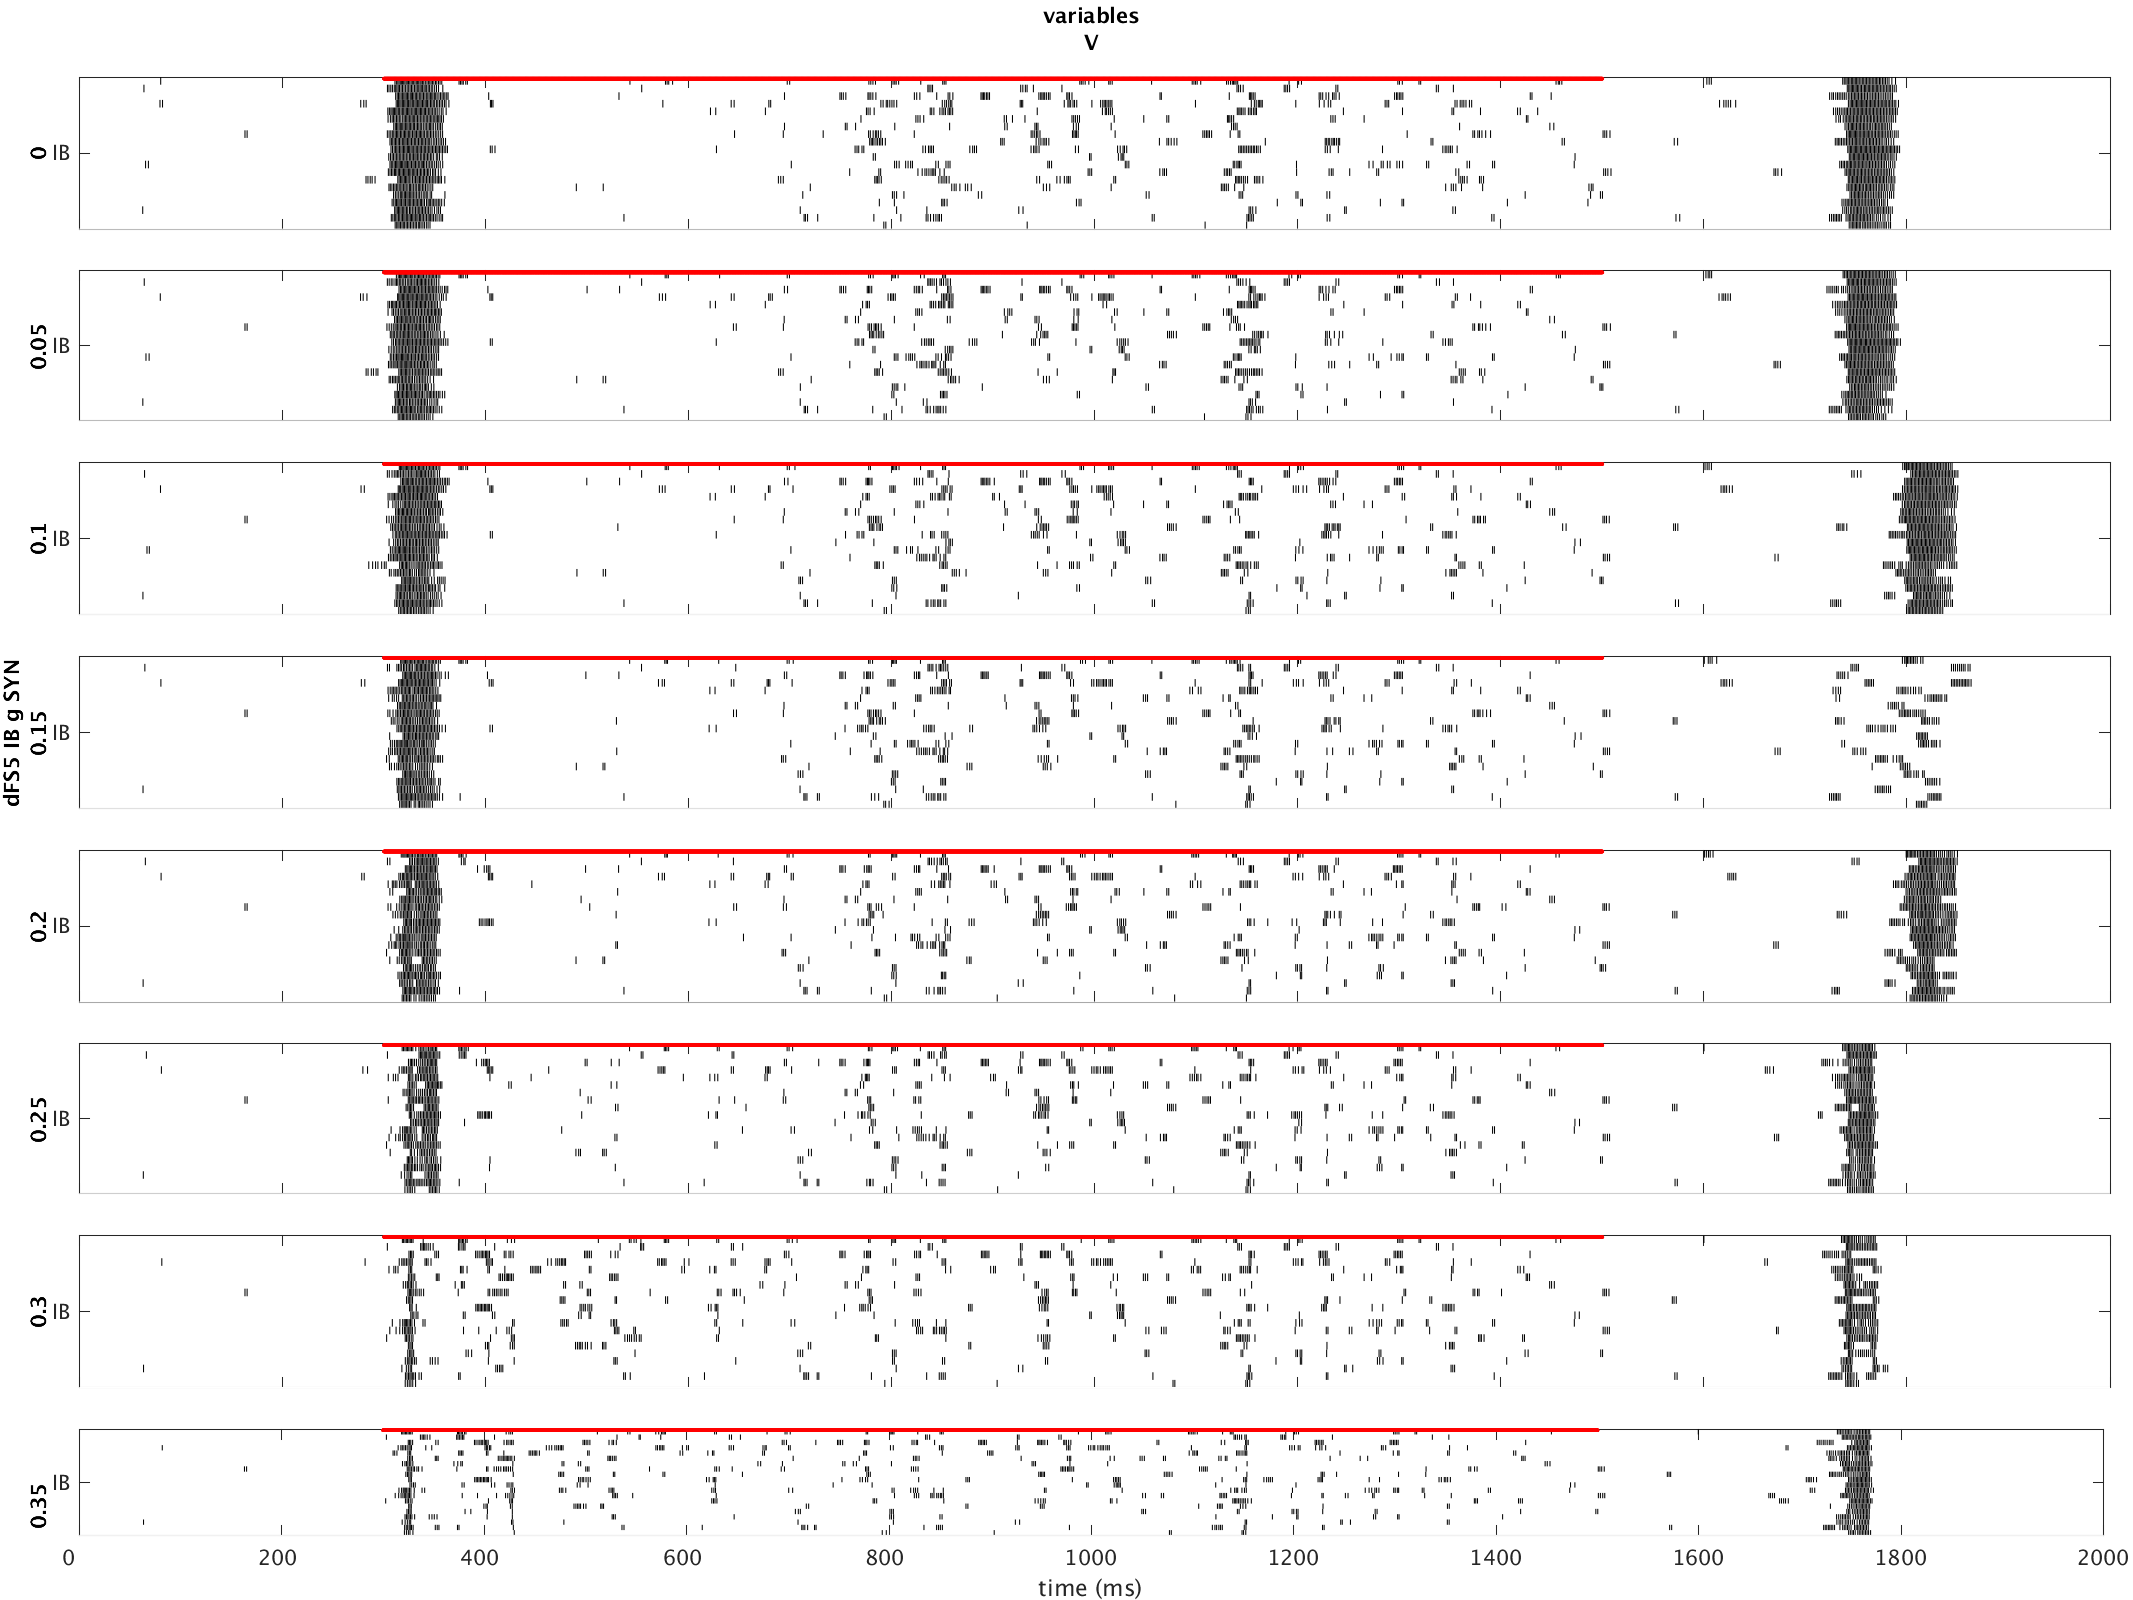 variables
V
dFS5 IB g SYN
0 IB
0.05 IB
0.1 IB
0.15 IB
0.2 IB
0.25 IB
0.3 IB
0.35 IB
0 200 400 600 800 1000 1200 1400 1600 1800 2000
time (ms)